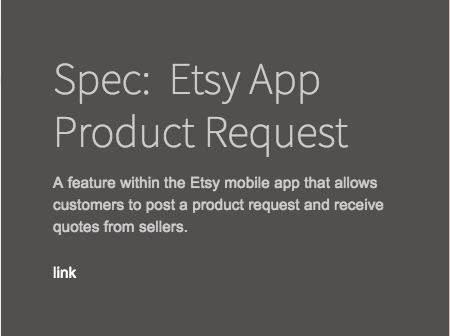 Spec: Etsy App
Product Request
A feature within the Etsy mobile app that allows
customers to post a product request and receive
quotes from sellers.
link